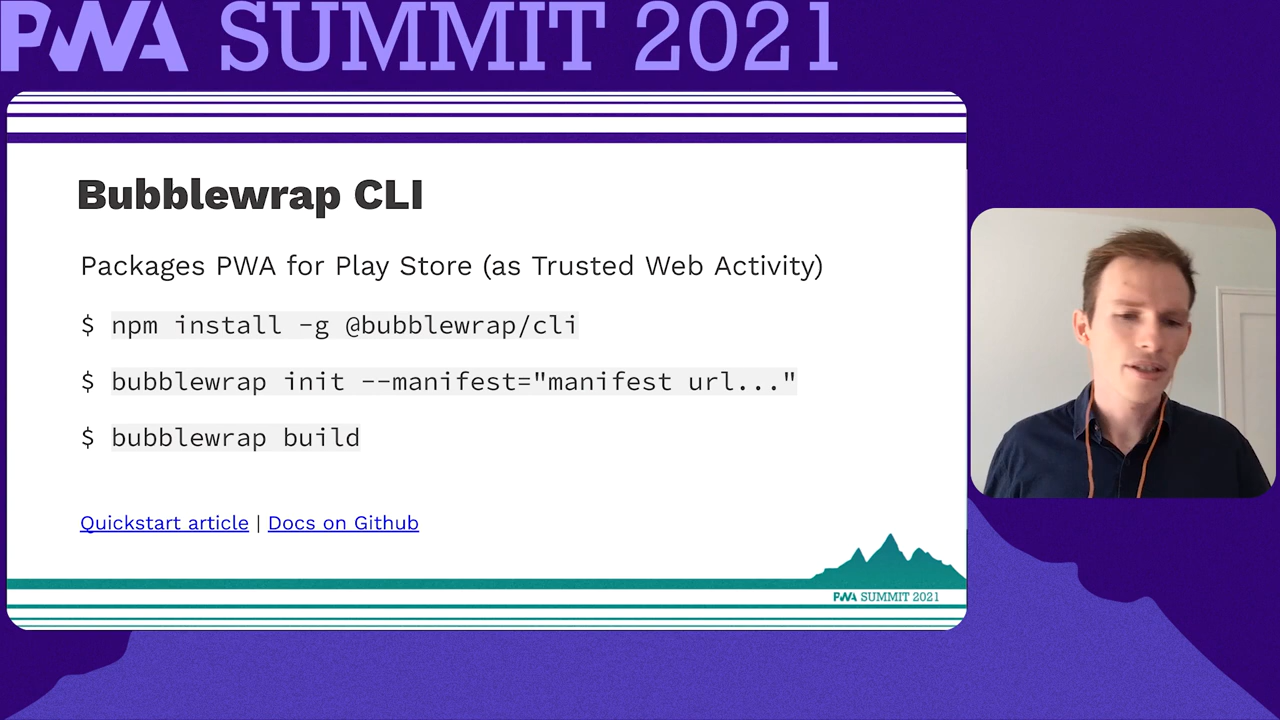 PWA SUMMIT 2021
Bubblewrap CLI
Packages PWA for Play Store (as Trusted Web Activity)
$ npm install -g @bubblewrap/cli
$ bubblewrap init --manifest="manifest url..."
$ bubblewrap build
Quickstart article | Docs on Github
PWA SUMMIT 2021